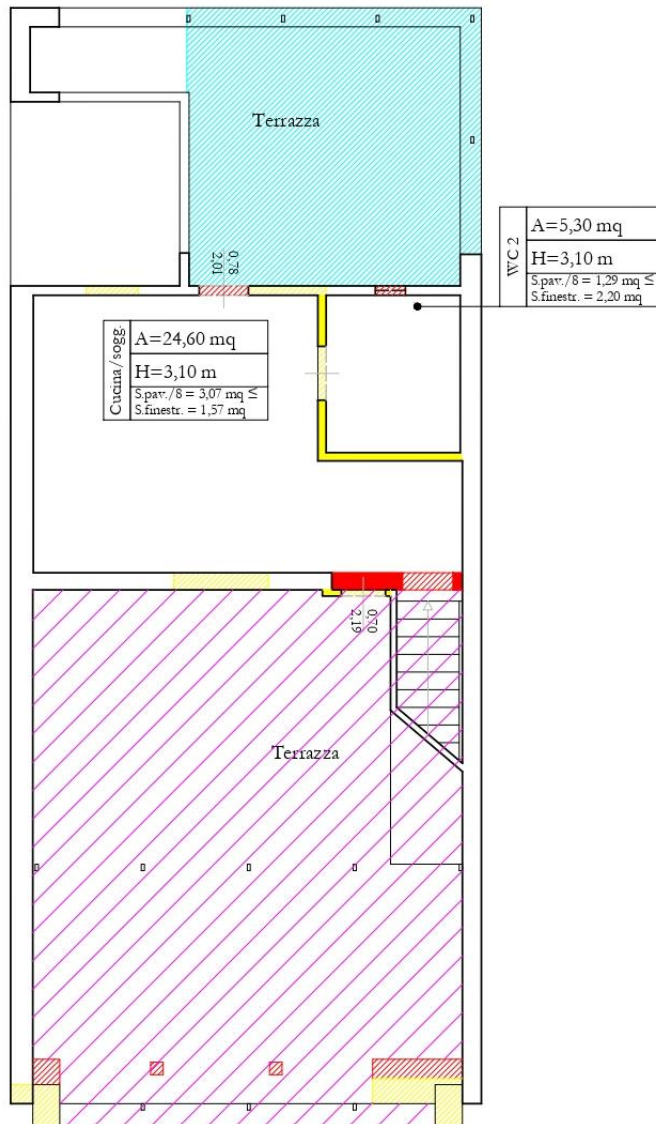 Terrazza
WC 2
A=5,30 mq
H=3,10 m
S.pav./8 = 1,29 mq ≤
S.finestr. = 2,20 mq
0,78
2,01
Cucina/sogg.
A=24,60 mq
H=3,10 m
S.pav./8 = 3,07 mq ≤
S.finestr. = 1,57 mq
0,70
2,19
Terrazza